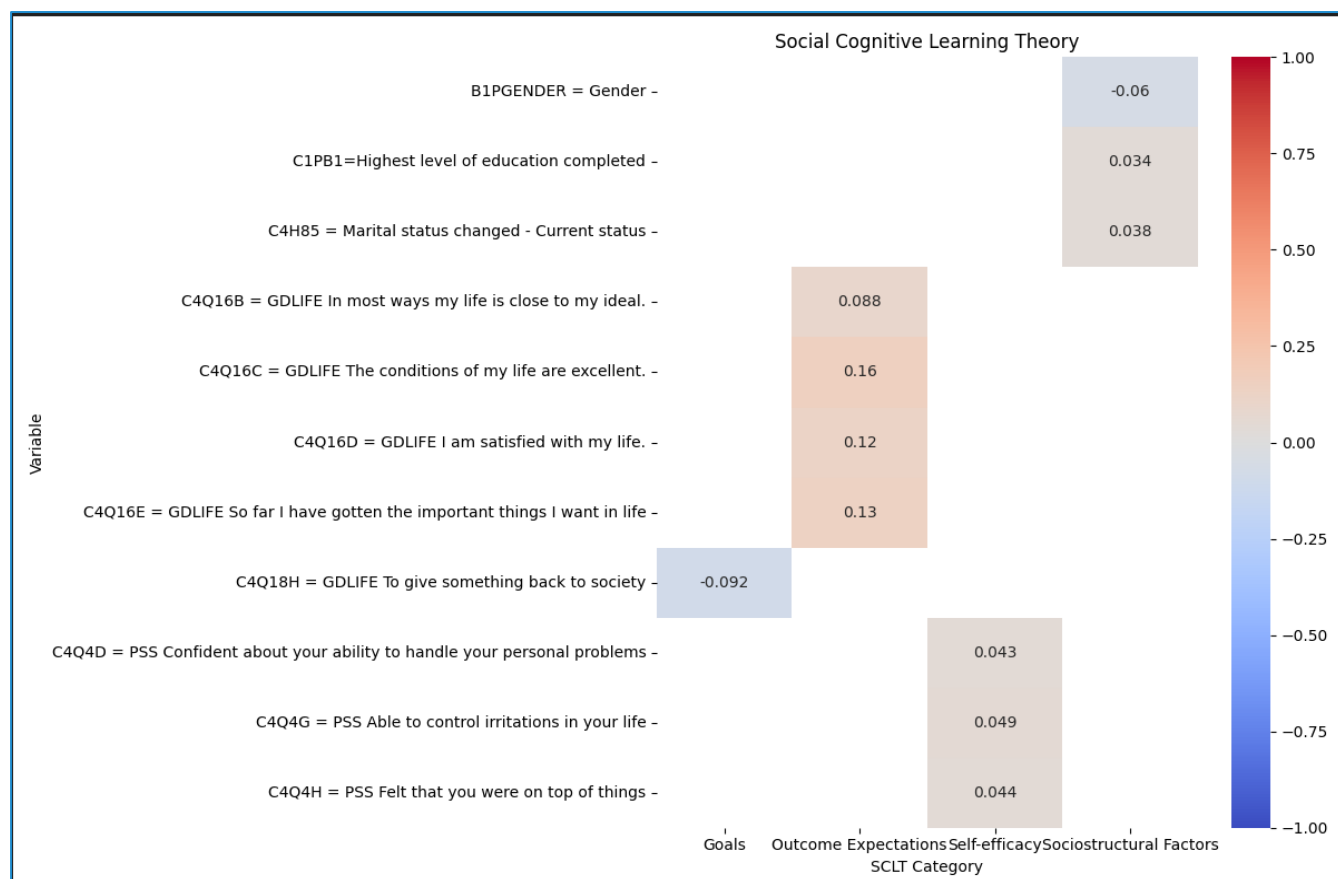 Social Cognitive Learning Theory
B1PGENDER = Gender
-0.06
1.00
C1PB1=Highest level of education completed
0.034
0.75
C4H85 = Marital status changed - Current status
0.038
0.50
C4Q16B = GDLIFE In most ways my life is close to my ideal.
0.088
C4Q16C = GDLIFE The conditions of my life are excellent.
0.16
0.25
Variable
C4Q16D = GDLIFE I am satisfied with my life.
0.12
0.00
C4Q16E = GDLIFE So far I have gotten the important things I want in life
0.13
−0.25
C4Q18H = GDLIFE To give something back to society
-0.092
C4Q4D = PSS Confident about your ability to handle your personal problems
0.043
−0.50
C4Q4G = PSS Able to control irritations in your life
0.049
−0.75
C4Q4H = PSS Felt that you were on top of things
0.044
−1.00
Goals
Outcome Expectations
Self-efficacy
Sociostructural Factors
SCLT Category